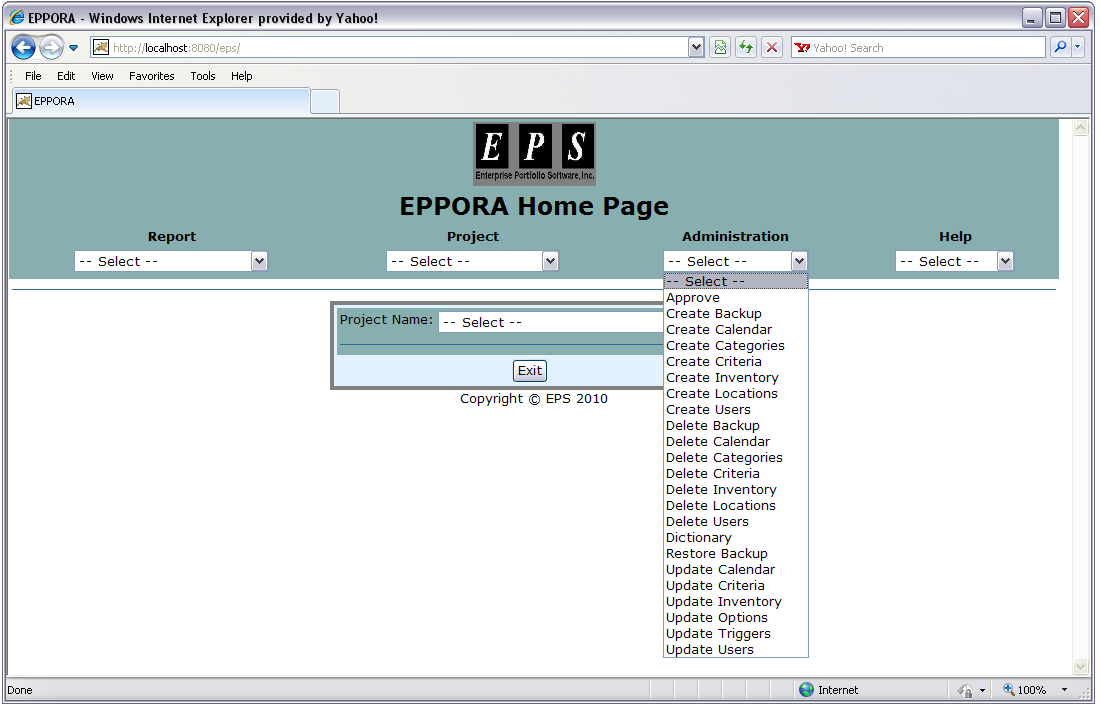 EPPORA - Windows Internet Explorer provided by Yahoo!
http://localhost:8080/eps/
Yahoo! Search
File Edit View Favorites Tools Help
EPPORA
E P S
Enterprise Portfolio Software, Inc.
EPPORA Home Page
Report Project Administration Help
-- Select -- -- Select -- -- Select -- -- Select --
-- Select --
Approve
Create Backup
Create Calendar
Create Categories
Create Criteria
Create Inventory
Create Locations
Create Users
Delete Backup
Delete Calendar
Delete Categories
Delete Criteria
Delete Inventory
Delete Locations
Delete Users
Dictionary
Restore Backup
Update Calendar
Update Criteria
Update Inventory
Update Options
Update Triggers
Update Users
Project Name: -- Select --
Exit
Copyright © EPS 2010
Done Internet 100%